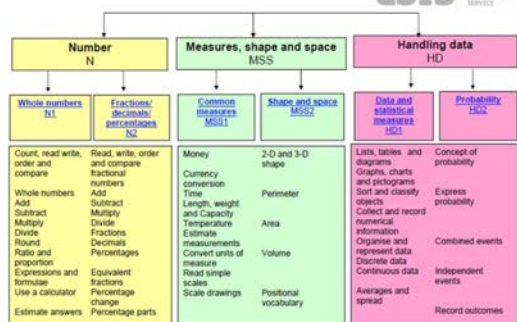 SERVICE
Number
N
Measures, shape and space
MSS
Handling data
HD
Whole numbers
N1
Fractions/
decimals/
percentages
N2
Common
measures
MSS1
Shape and space
MSS2
Data and
statistical
measures
HD1
Probability
HD2
Count, read write,
order and
compare
Whole numbers
Add
Subtract
Multiply
Divide
Round
Ratio and
proportion
Expressions and
formulae
Use a calculator
Estimate answers
Read, write, order
and compare
fractional
numbers
Add
Subtract
Multiply
Divide
Fractions
Decimals
Percentages
Equivalent
fractions
Percentage
change
Percentage parts
Money
Currency
conversion
Time
Length, weight
and Capacity
Temperature
Estimate
measurements
Convert units of
measure
Read simple
scales
Scale drawings
2-D and 3-D
shape
Perimeter
Area
Volume
Positional
vocabulary
Lists, tables and
diagrams
Graphs, charts
and pictograms
Sort and classify
objects
Collect and record
numerical
information
Organise and
represent data
Discrete data
Continuous data
Averages and
spread
Concept of
probability
Express
probability
Combined events
Independent
events
Record outcomes